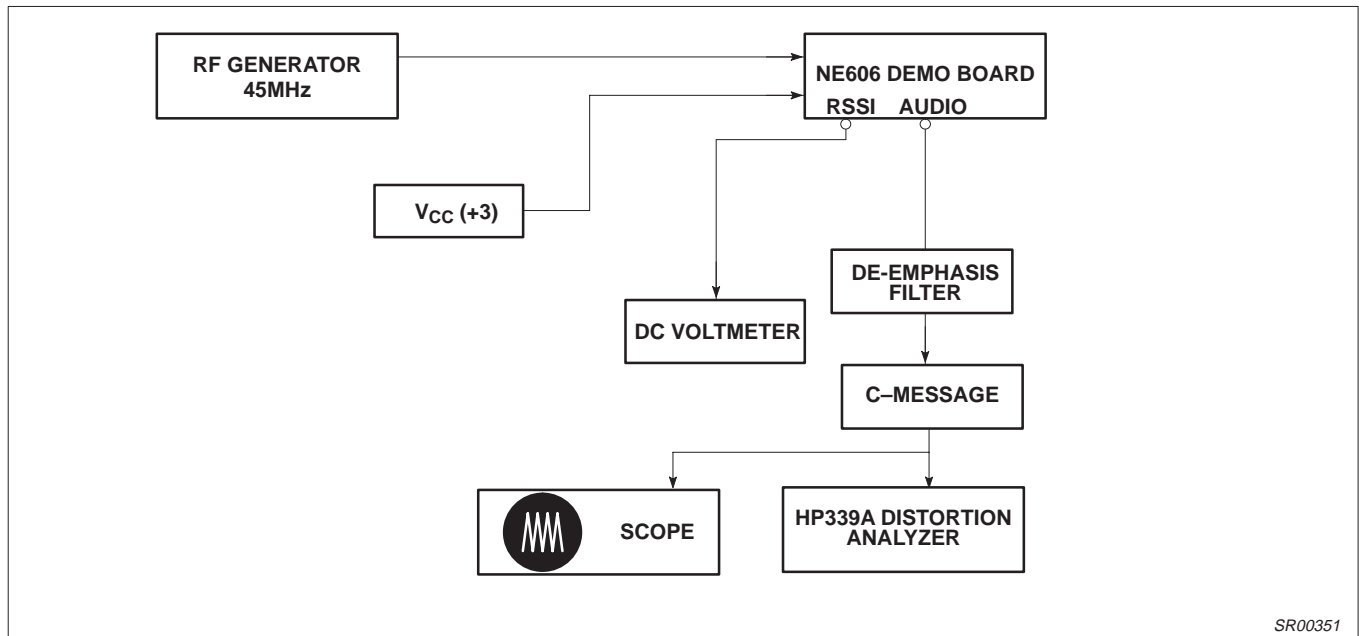 RF GENERATOR
45MHz
NE606 DEMO BOARD
RSSI AUDIO
VCC (+3)
DE-EMPHASIS
FILTER
DC VOLTMETER
C–MESSAGE
SCOPE
HP339A DISTORTION
ANALYZER
SR00351